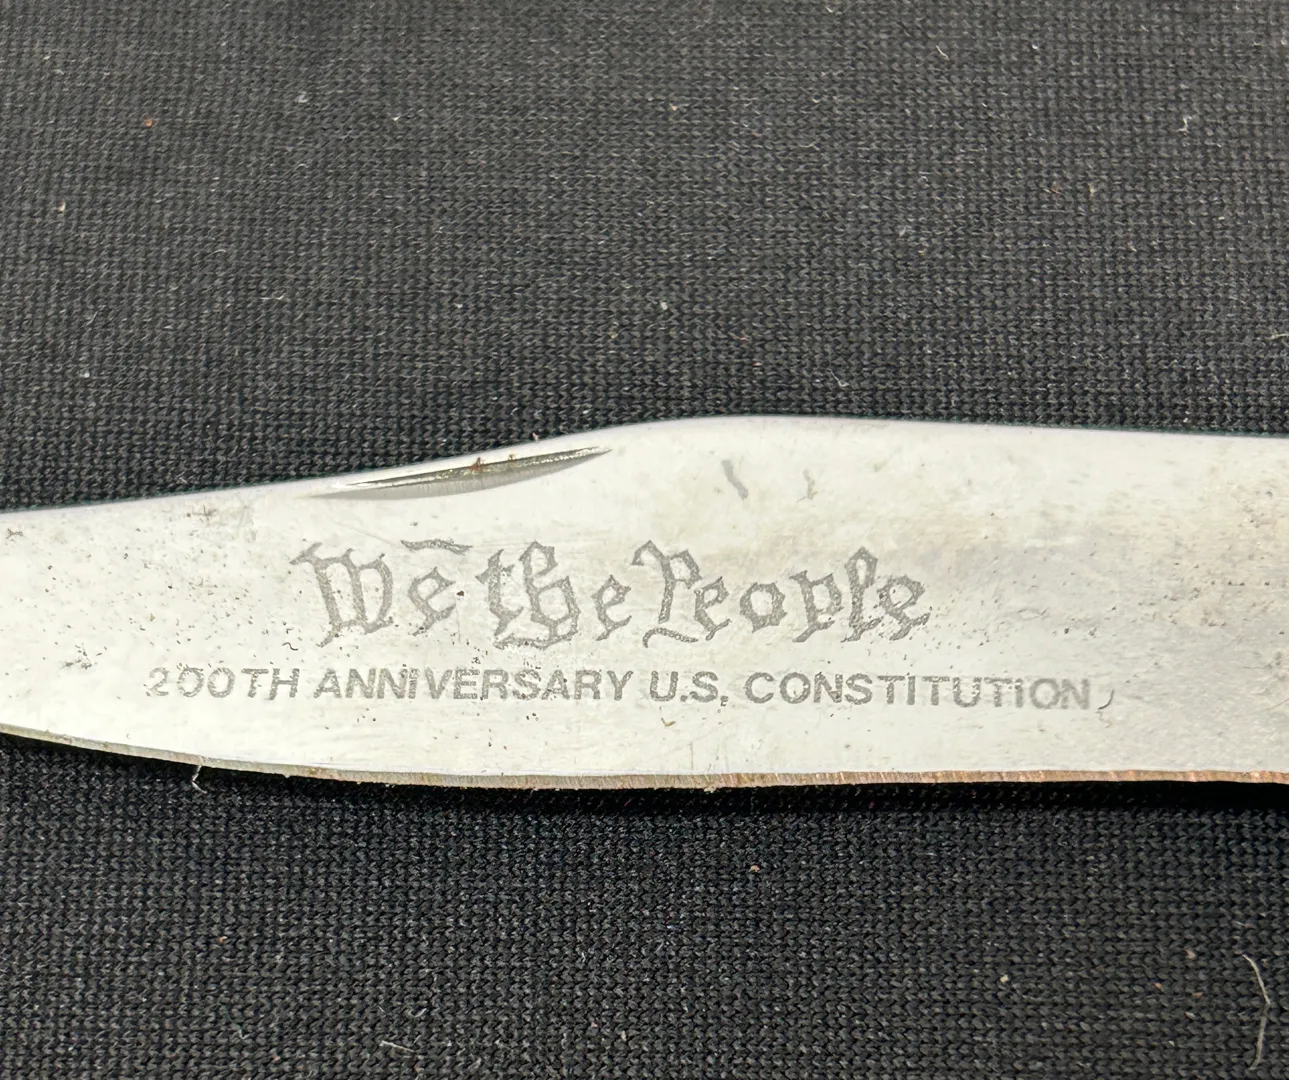 We the People
200TH ANNIVERSARY U.S. CONSTITUTION